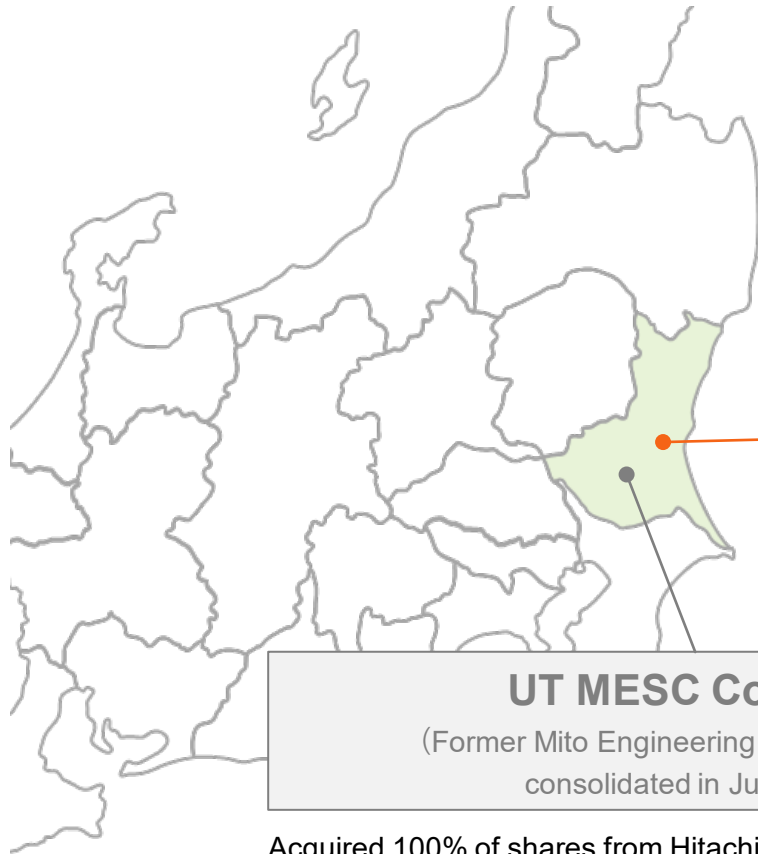 UT MESC Co
（Former Mito Engineering
consolidated in Ju
Acquired 100% of shares from Hitachi